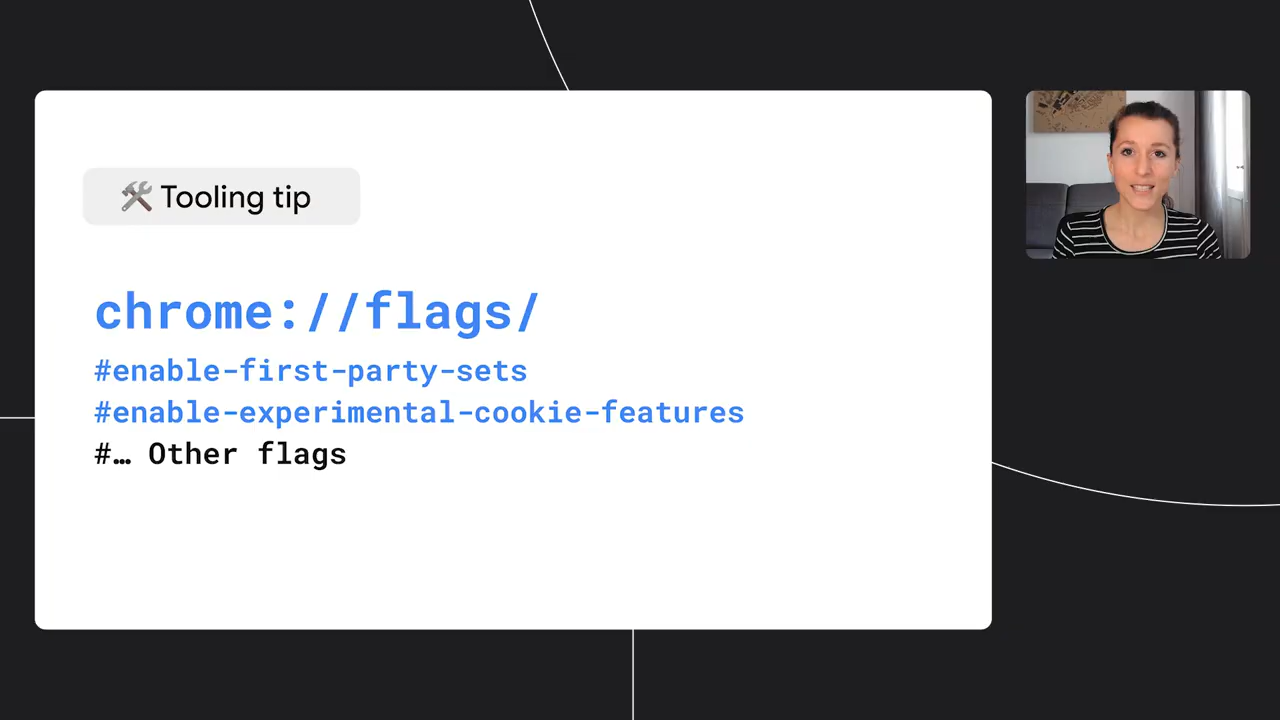 🛠 Tooling tip
chrome://flags/
#enable-first-party-sets
#enable-experimental-cookie-features
#… Other flags